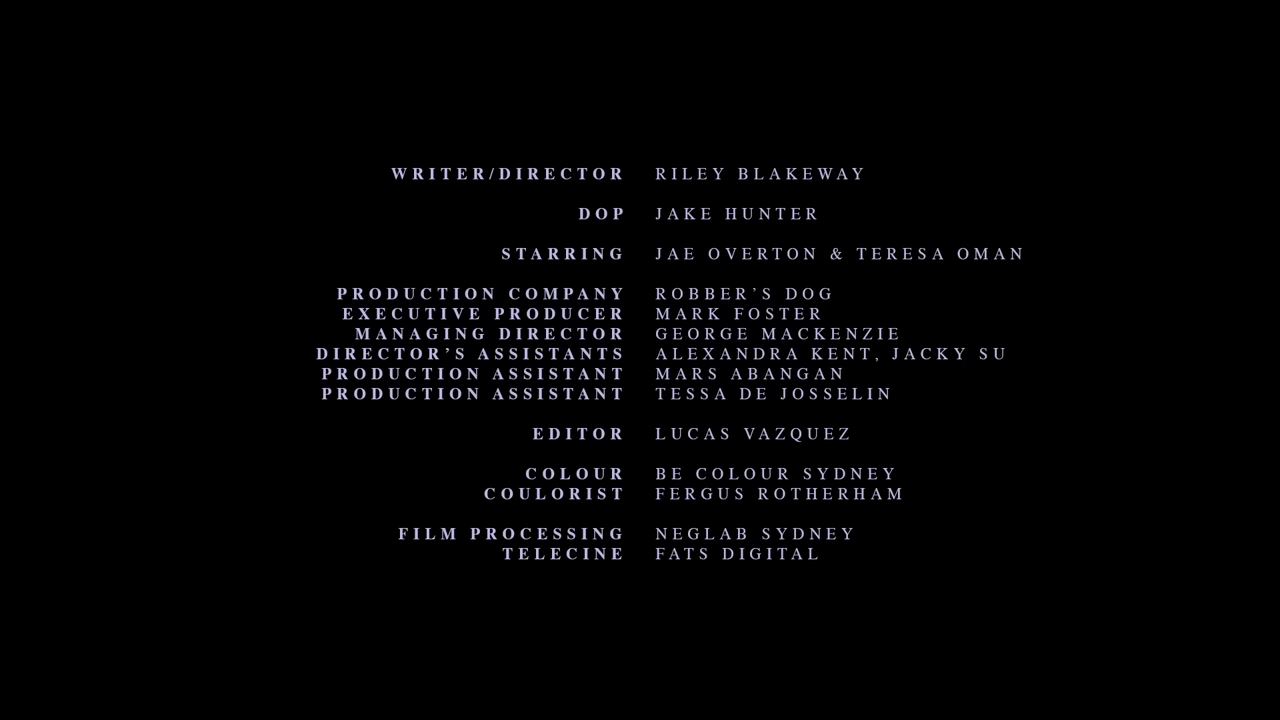 WRITER/DIRECTOR RILEY BLAKEWAY
DOP JAKE HUNTER
STARRING JAE OVERTON & TERESA OMAN
PRODUCTION COMPANY ROBBER’S DOG
EXECUTIVE PRODUCER MARK FOSTER
MANAGING DIRECTOR GEORGE MACKENZIE
DIRECTOR’S ASSISTANTS ALEXANDRA KENT, JACKY SU
PRODUCTION ASSISTANT MARS ABANGAN
PRODUCTION ASSISTANT TESSA DE JOSSELIN
EDITOR LUCAS VAZQUEZ
COLOUR BE COLOUR SYDNEY
COULORIST FERGUS ROTHERHAM
FILM PROCESSING NEGLAB SYDNEY
TELECINE FATS DIGITAL